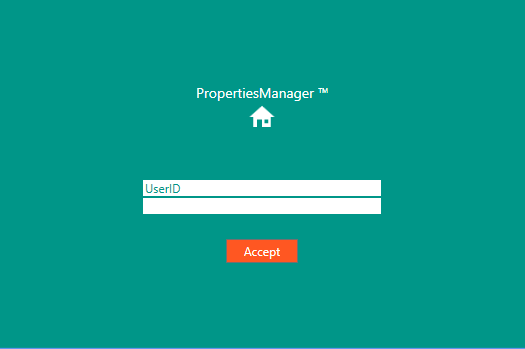 PropertiesManager ™
UserID
Accept